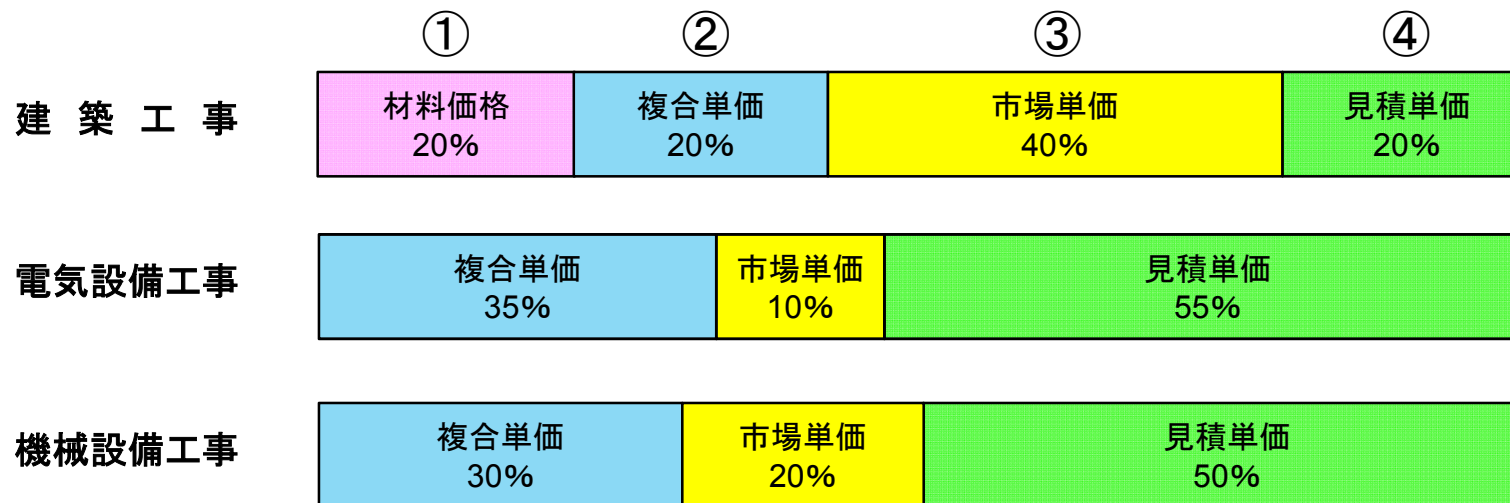 ① ② ③ ④
建築工事
材料価格
20%
複合単価
20%
市場単価
40%
見積単価
20%
電気設備工事
複合単価
35%
市場単価
10%
見積単価
55%
機械設備工事
複合単価
30%
市場単価
20%
見積単価
50%